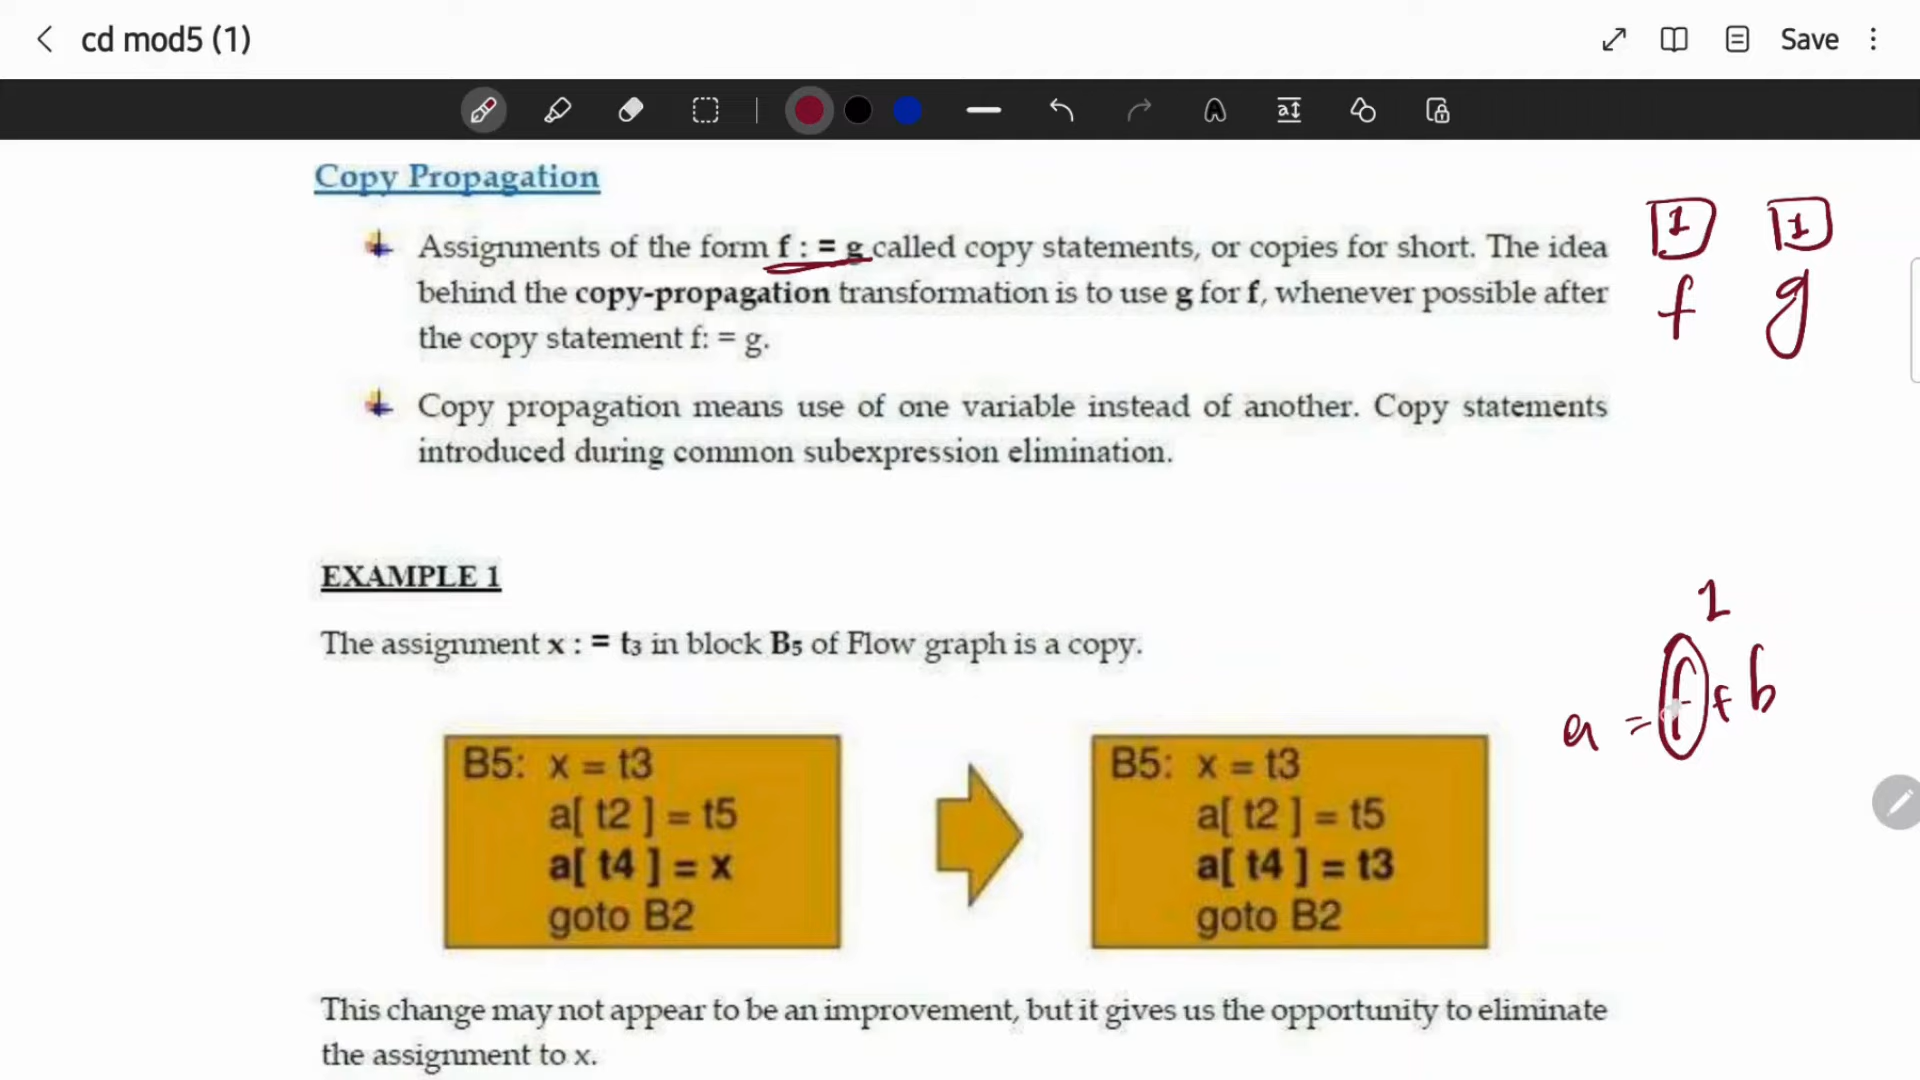 cd mod5 (1)
Save
Copy Propagation
Assignments of the form f : = g called copy statements, or copies for short. The idea
behind the copy-propagation transformation is to use g for f, whenever possible after
the copy statement f: = g.
Copy propagation means use of one variable instead of another. Copy statements
introduced during common subexpression elimination.
1 1
f g
EXAMPLE 1
The assignment x : = t3 in block B5 of Flow graph is a copy.
1
a = f + b
B5: x = t3
a[ t2 ] = t5
a[ t4 ] = x
goto B2
B5: x = t3
a[ t2 ] = t5
a[ t4 ] = t3
goto B2
This change may not appear to be an improvement, but it gives us the opportunity to eliminate
the assignment to x.